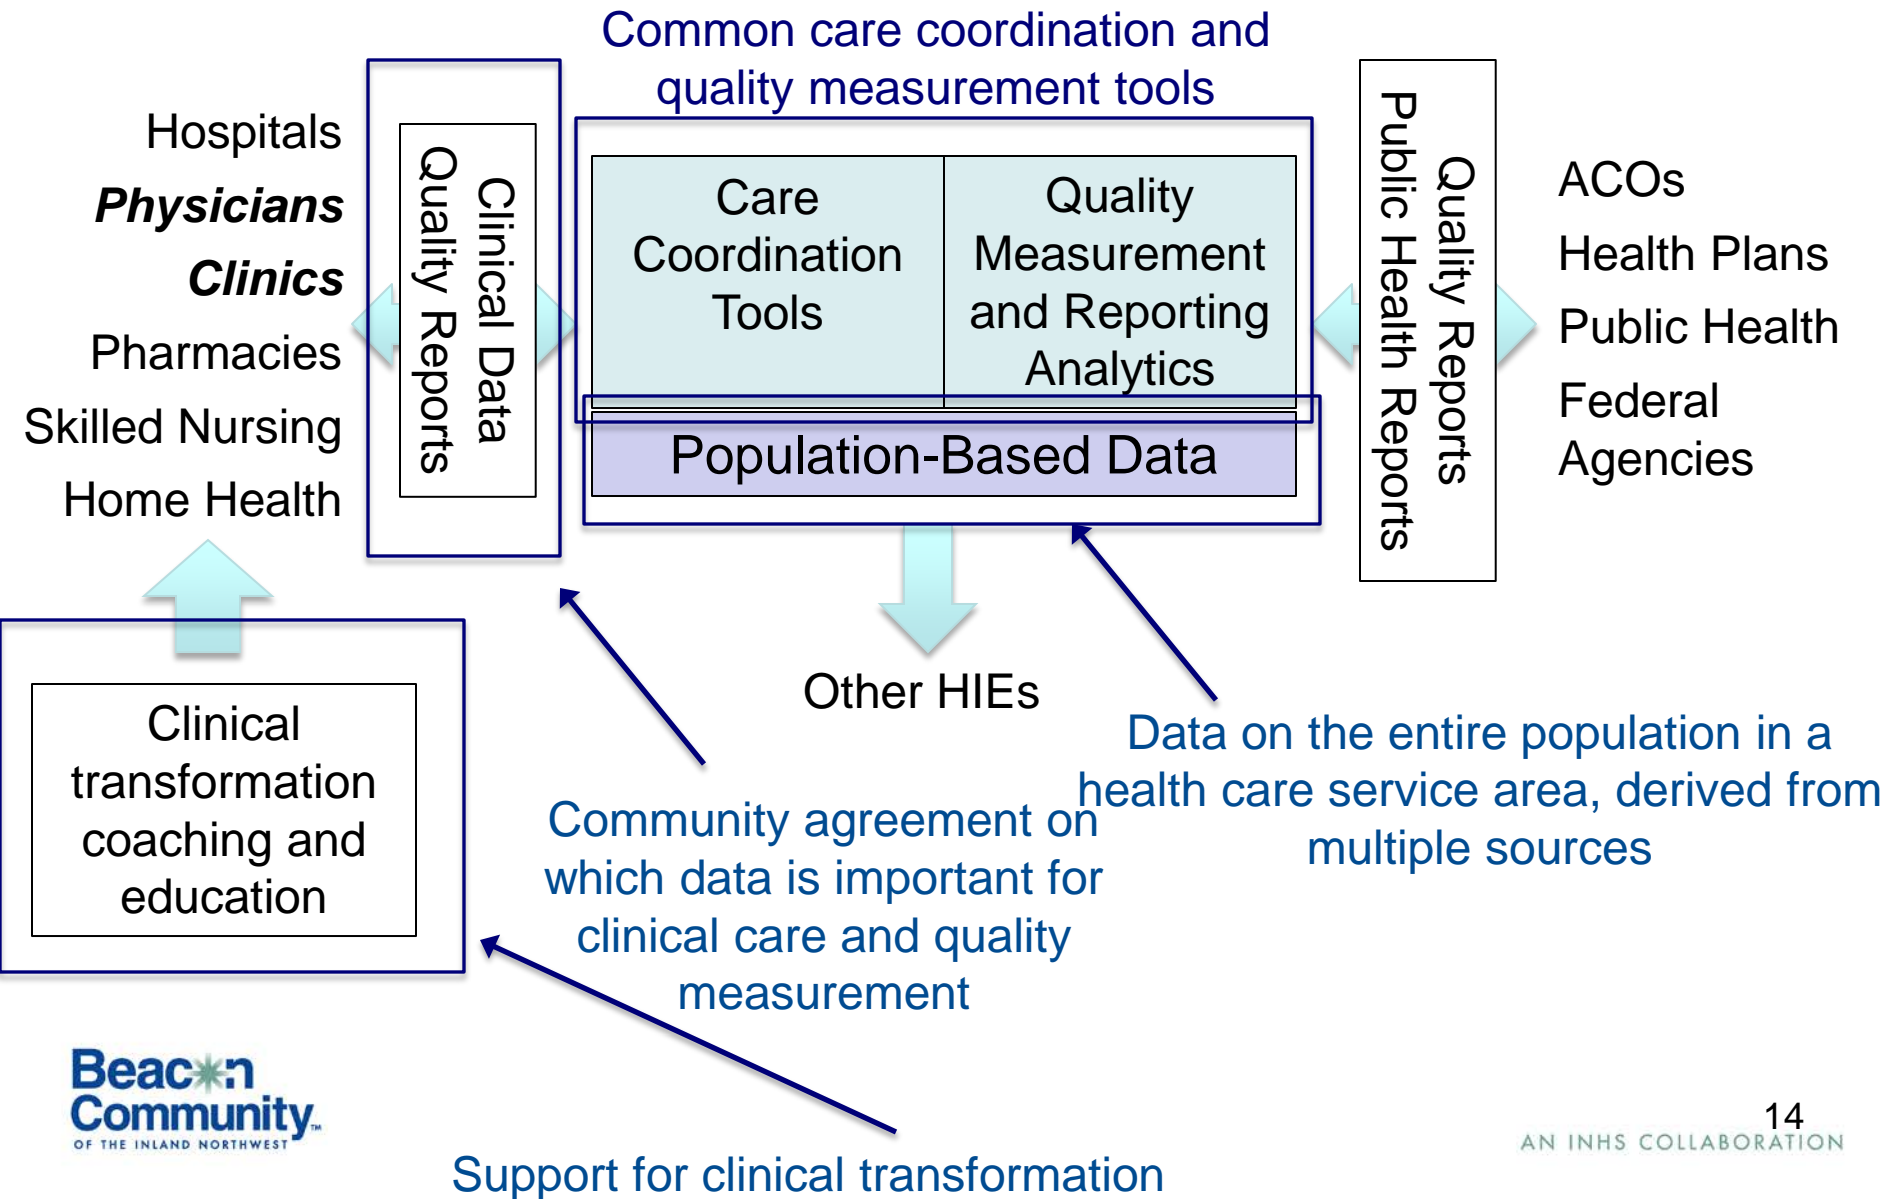 Common care coordination and
quality measurement tools
Hospitals
Physicians
Clinics
Pharmacies
Skilled Nursing
Home Health
Clinical Data
Quality Reports
Care
Coordination
Tools
Quality
Measurement
and Reporting
Analytics
Population-Based Data
Quality Reports
Public Health Reports
ACOs
Health Plans
Public Health
Federal
Agencies
Other HIEs
Clinical
transformation
coaching and
education
Community agreement on
which data is important for
clinical care and quality
measurement
Data on the entire population in a
health care service area, derived from
multiple sources
Support for clinical transformation
Beacon
Community™
OF THE INLAND NORTHWEST
14
AN INHS COLLABORATION